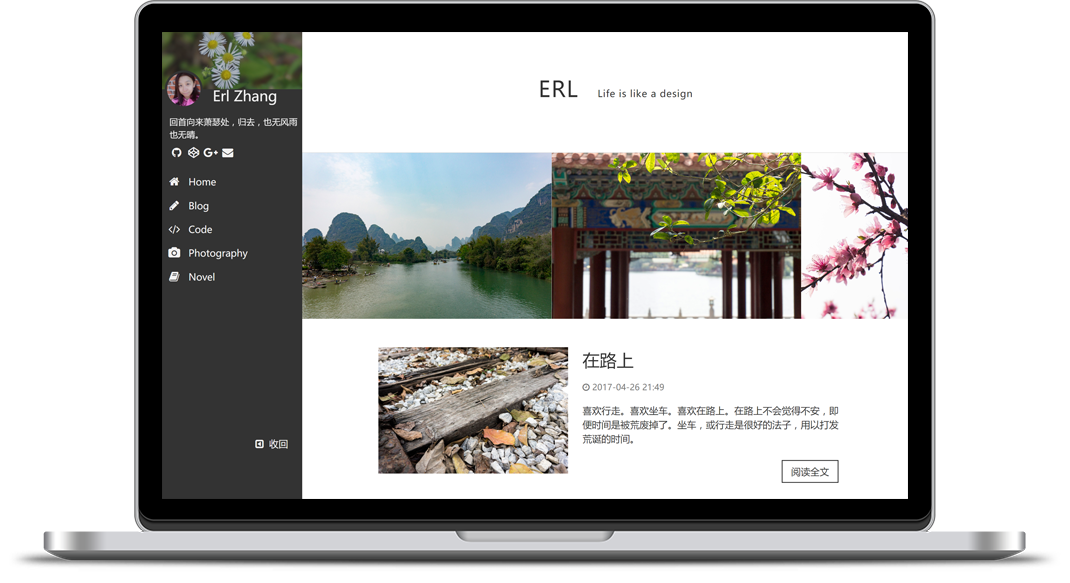 Erl Zhang
回首向来萧瑟处，归去，也无风雨
也无晴。
Home
Blog
Code
Photography
Novel
收回
ERL Life is like a design
在路上
2017-04-26 21:49
喜欢行走。喜欢坐车。喜欢在路上。在路上不会觉得不安，即
便时间是被荒废掉了。坐车，或行走是很好的法子，用以打发
荒诞的时间。
阅读全文